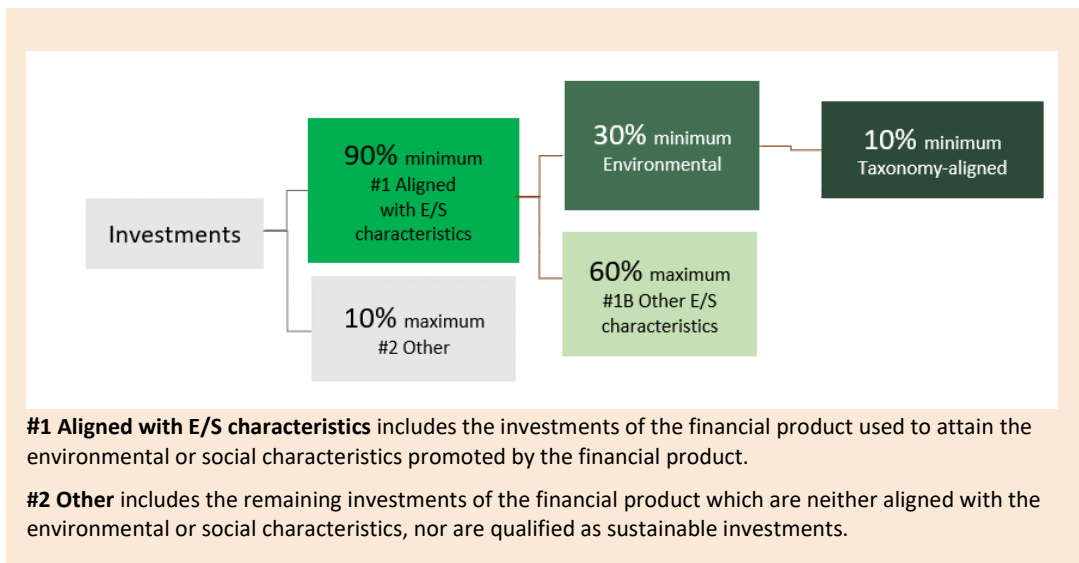 Investments
90% minimum
#1 Aligned
with E/S
characteristics
10% maximum
#2 Other
30% minimum
Environmental
60% maximum
#1B Other E/S
characteristics
10% minimum
Taxonomy-aligned
#1 Aligned with E/S characteristics includes the investments of the financial product used to attain the
environmental or social characteristics promoted by the financial product.
#2 Other includes the remaining investments of the financial product which are neither aligned with the
environmental or social characteristics, nor are qualified as sustainable investments.